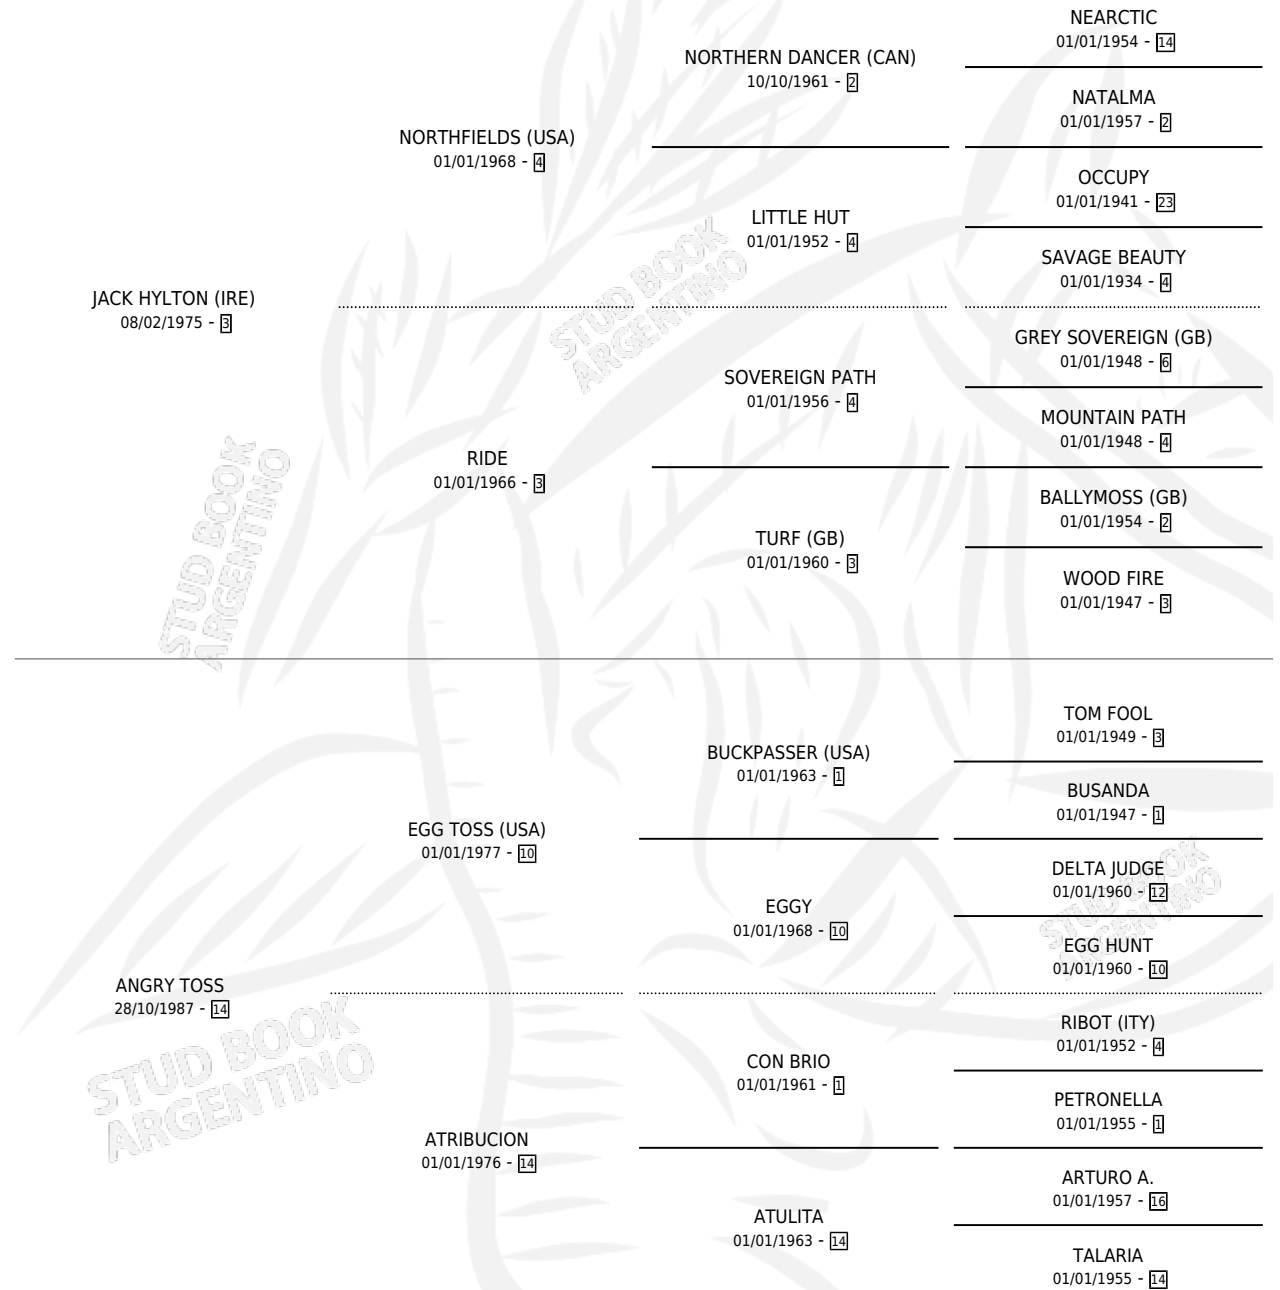 NEARCTIC
01/01/1954 - 14
NORTHERN DANCER (CAN)
10/10/1961 - 2
NATALMA
01/01/1957 - 2
NORTHFIELDS (USA)
01/01/1968 - 4
OCCUPY
01/01/1941 - 23
LITTLE HUT
01/01/1952 - 4
SAVAGE BEAUTY
01/01/1934 - 4
JACK HYLTON (IRE)
08/02/1975 - 3
GREY SOVEREIGN (GB)
01/01/1948 - 6
SOVEREIGN PATH
01/01/1956 - 4
MOUNTAIN PATH
01/01/1948 - 4
RIDE
01/01/1966 - 3
BALLYMOSS (GB)
01/01/1954 - 2
TURF (GB)
01/01/1960 - 3
WOOD FIRE
01/01/1947 - 3
TOM FOOL
01/01/1949 - 3
BUCKPASSER (USA)
01/01/1963 - 1
BUSANDA
01/01/1947 - 1
EGG TOSS (USA)
01/01/1977 - 10
DELTA JUDGE
01/01/1960 - 12
EGGY
01/01/1968 - 10
EGG HUNT
01/01/1960 - 10
ANGRY TOSS
28/10/1987 - 14
RIBOT (ITY)
01/01/1952 - 4
CON BRIO
01/01/1961 - 1
PETRONELLA
01/01/1955 - 1
ATRIBUCION
01/01/1976 - 14
ARTURO A.
01/01/1957 - 16
ATULITA
01/01/1963 - 14
TALARIA
01/01/1955 - 14
STUD BOOK
ARGENTINO
STUD BOOK
ARGENTINO
STUD BOOK
ARGENTINO
STUD BOOK
ARGENTINO